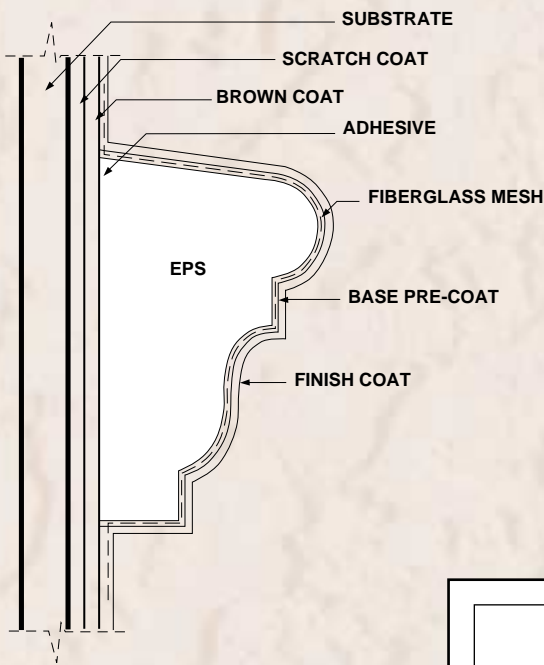 SUBSTRATE
SCRATCH COAT
BROWN COAT
ADHESIVE
FIBERGLASS MESH
EPS
BASE PRE-COAT
FINISH COAT